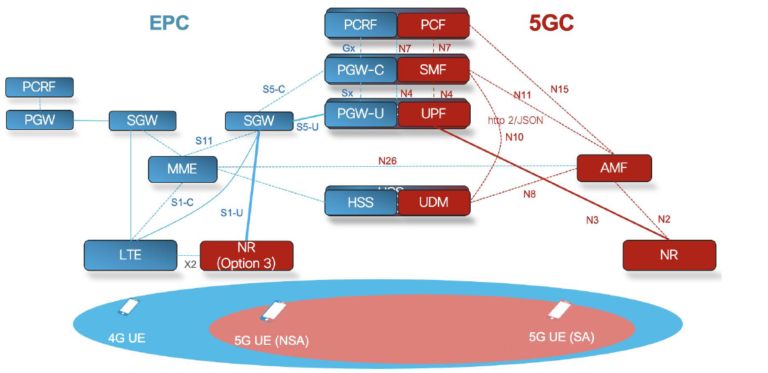 EPC
5GC
PCRF
PCF
Gx
N7
N7
PGW-C
SMF
S5-C
N11
N15
PCRF
Sx
N4
N4
PGW
SGW
SGW
S5-U
PGW-U
UPF
http 2/JSON
N10
S11
MME
N26
AMF
S1-C
S1-U
HSS
HSS
UDM
N8
N3
N2
LTE
X2
NR
(Option 3)
NR
4G UE
5G UE (NSA)
5G UE (SA)